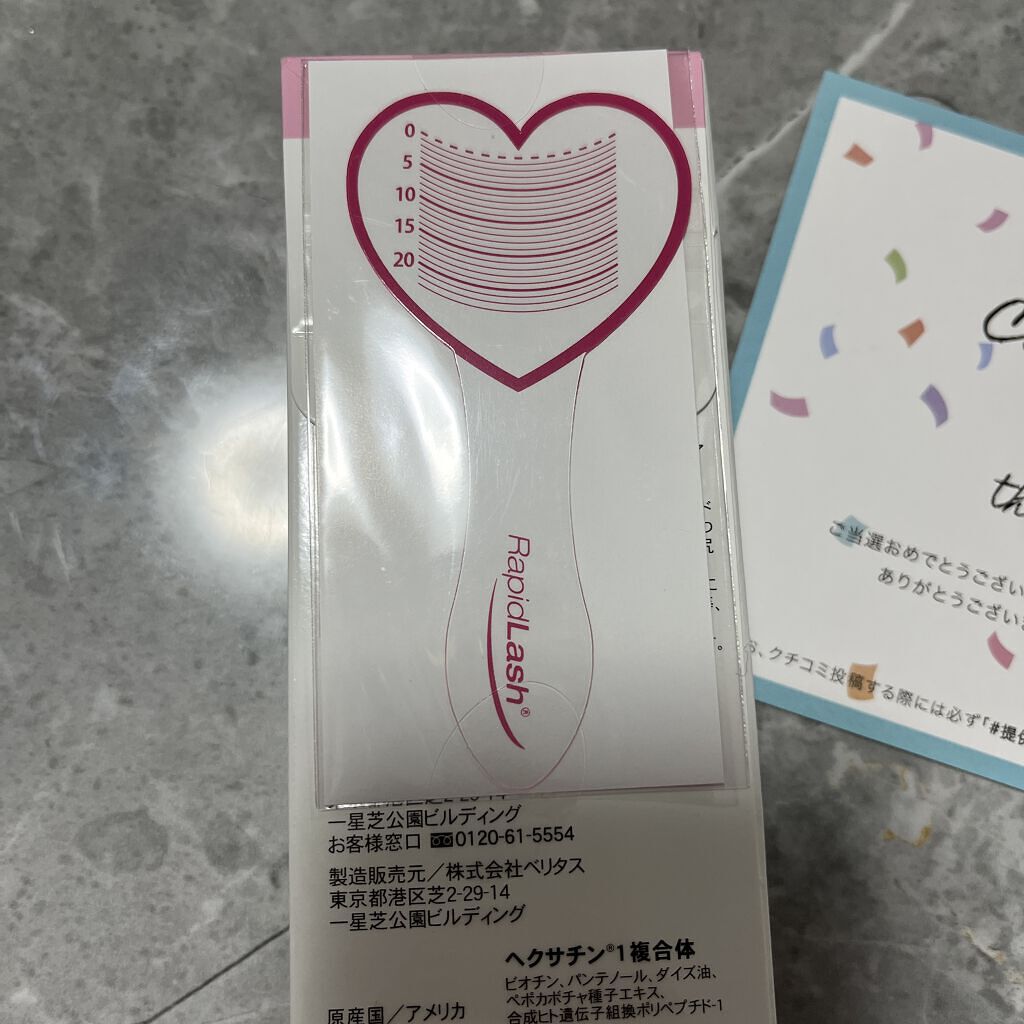 0
5
10
15
20
RapidLash®
一星芝公園ビルディング
お客様窓口 0120-61-5554
製造販売元／株式会社ベリタス
東京都港区芝2-29-14
一星芝公園ビルディング
原産国／アメリカ
ヘクサチン®1複合体
ビオチン、パンテノール、ダイズ油、
ペポカボチャ種子エキス、
合成ヒト遺伝子組換ポリペプチド-1
th
ご当選おめでとうござい
ありがとうござい
お、クチコミ投稿する際には必ず「#提供